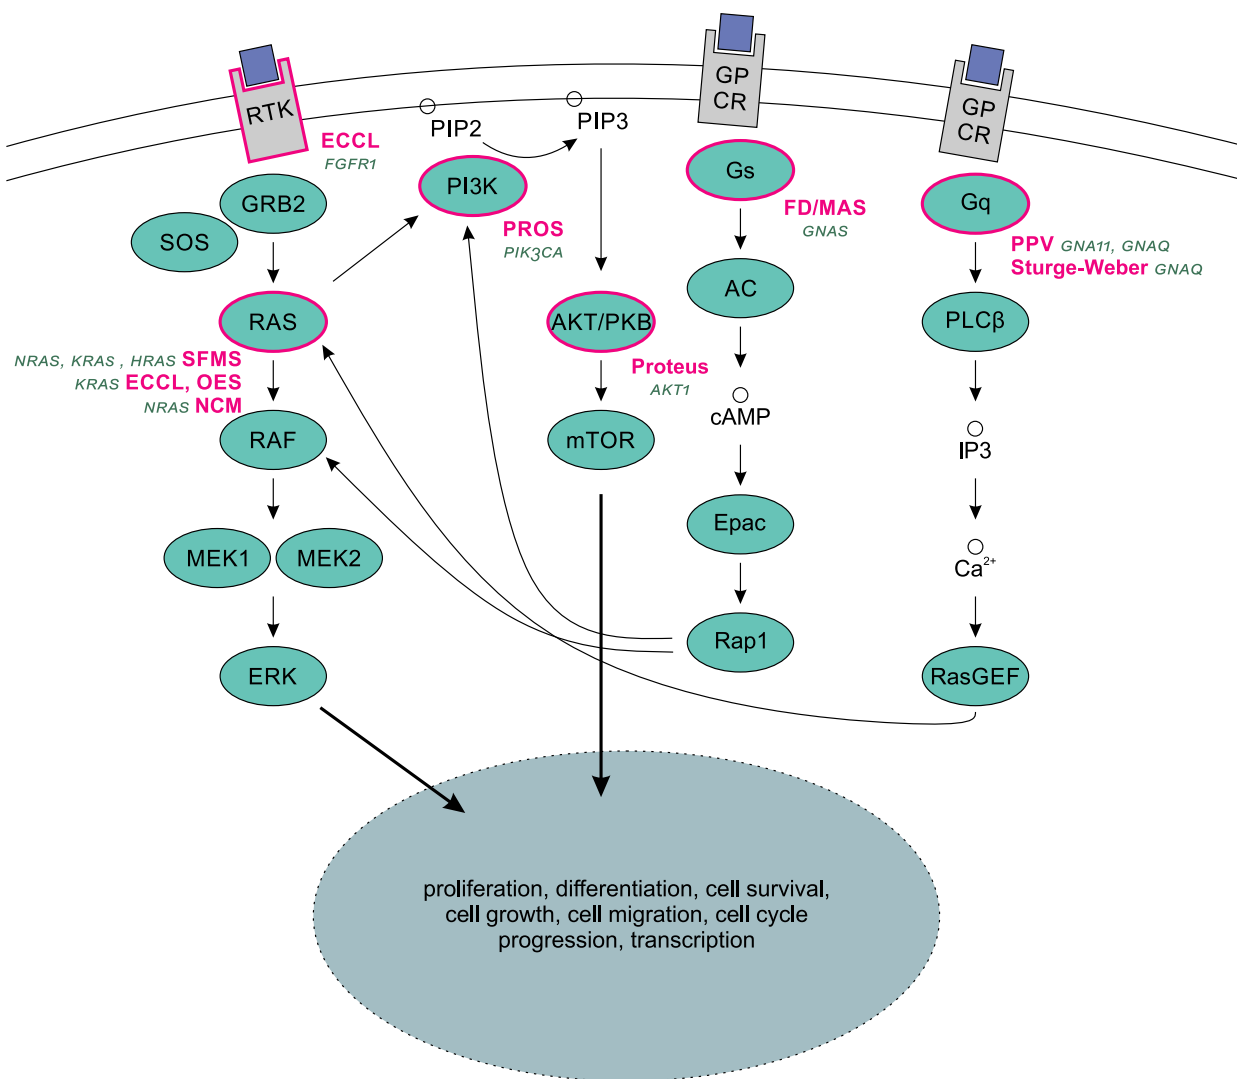 RTK
GP
CR
GP
CR
PIP2
PIP3
ECCL
FGFR1
GRB2
SOS
PI3K
PROS
PIK3CA
Gs
FD/MAS
GNAS
Gq
PPV GNA11, GNAQ
Sturge-Weber GNAQ
RAS
NRAS, KRAS , HRAS SFMS
KRAS ECCL, OES
NRAS NCM
AKT/PKB
Proteus
AKT1
AC
PLCβ
RAF
mTOR
cAMP
IP3
MEK1
MEK2
Epac
Ca²⁺
ERK
Rap1
RasGEF
proliferation, differentiation, cell survival,
cell growth, cell migration, cell cycle
progression, transcription